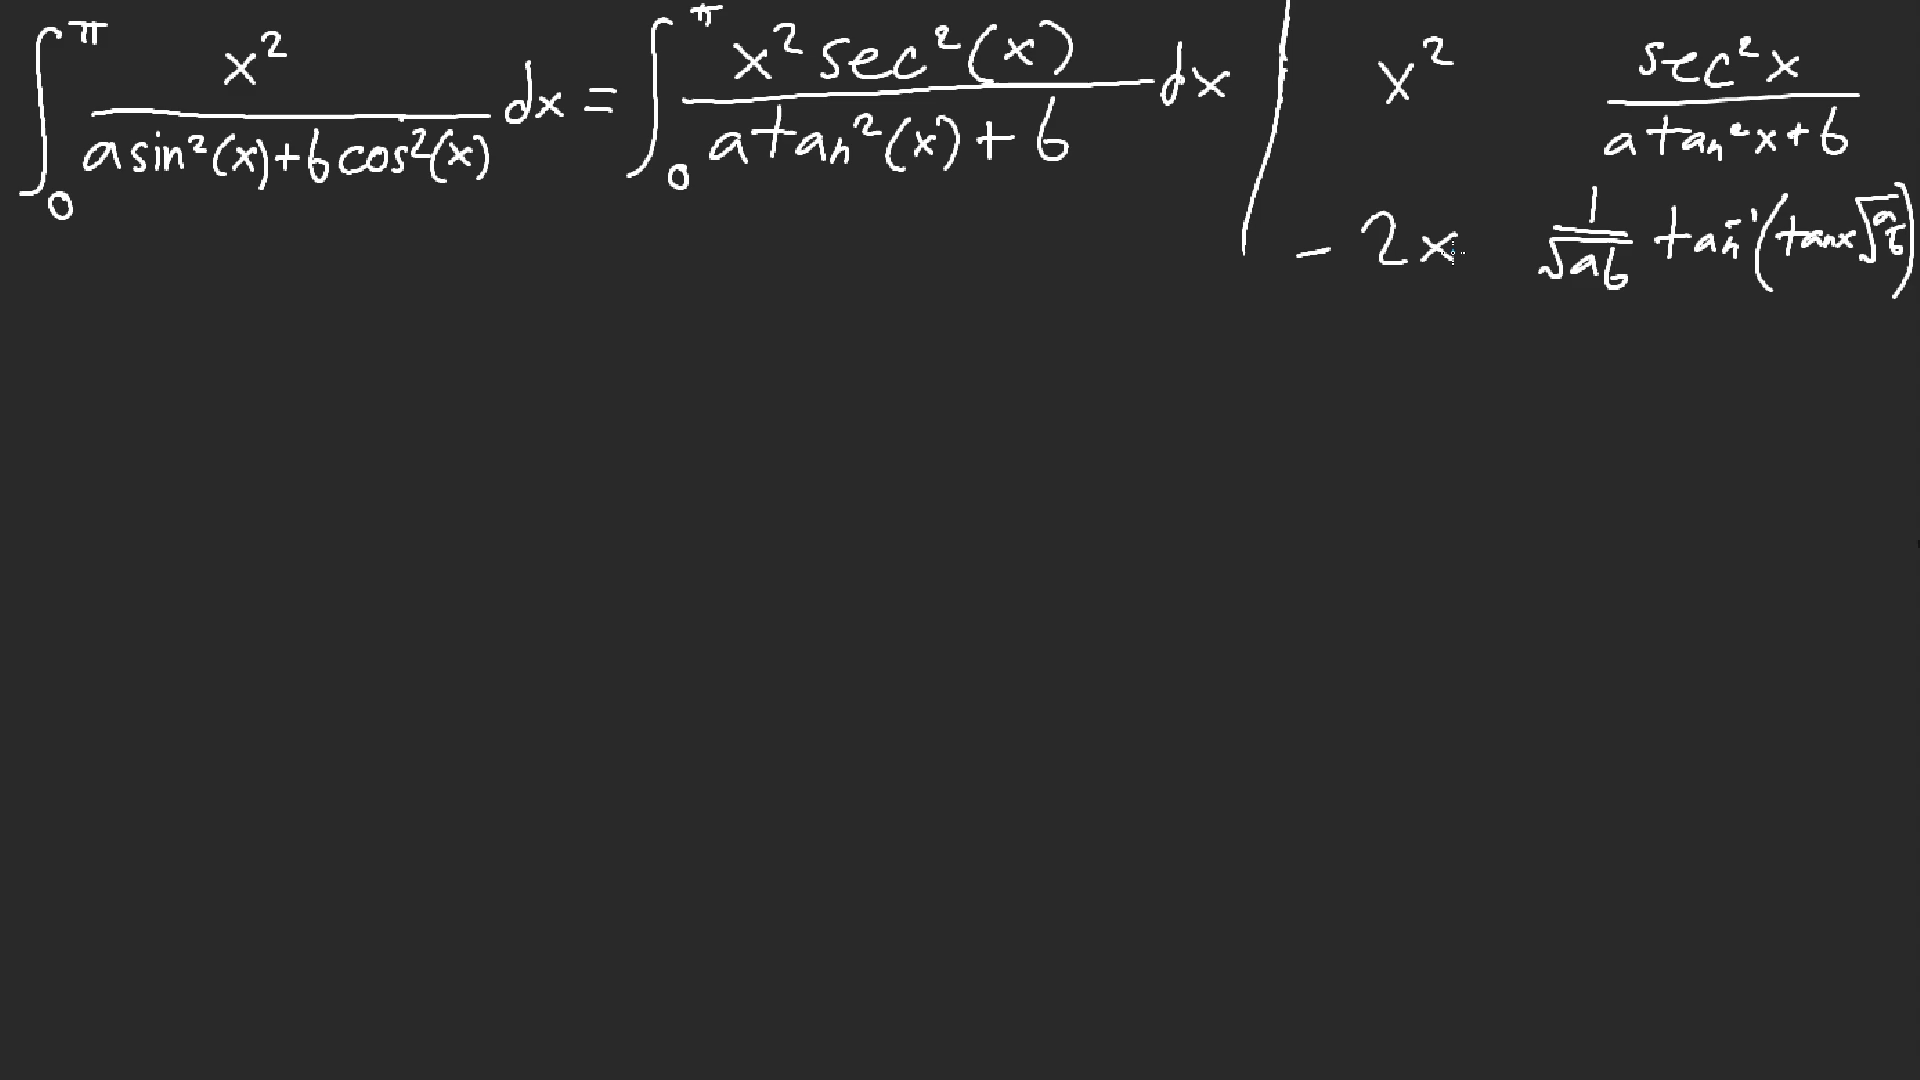 ∫₀^π x² / (a sin²(x) + b cos²(x)) dx = ∫₀^π x² sec²(x) / (a tan²(x) + b) dx
x²    sec²x / (a tan²x + b)
- 2x    1/√(ab) tan⁻¹(tanx √(a/b))